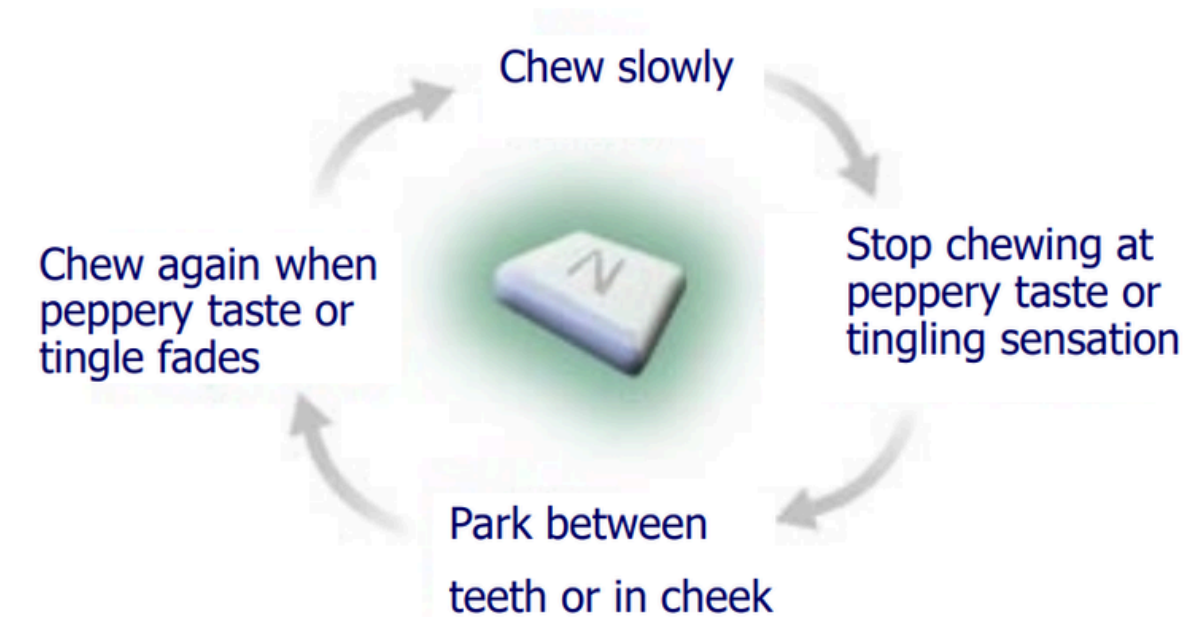 Chew slowly
Stop chewing at
peppery taste or
tingling sensation
Park between
teeth or in cheek
Chew again when
peppery taste or
tingle fades
N